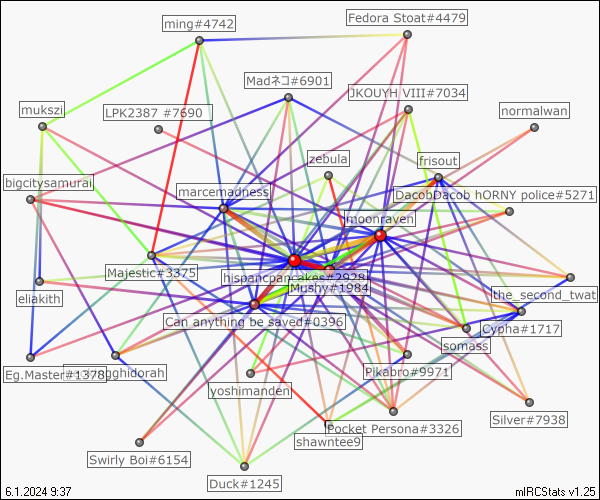 ming#4742
Fedora Stoat#4479
Madネコ#6901
JKOUYH VIII#7034
mukszi
LPK2387 #7690
normalwan
zebula
frisout
bigcitysamurai
marcemadness
DacobDacob hORNY police#5271
moonraven
Majestic#3375
hispancpancakes#2928
Mushy#1984
eliakith
the_second_twat
Can anything be saved#0396
Cypha#1717
somass
Eg.Master#1378
gghidorah
Pikabro#9971
yoshimanden
Silver#7938
Pocket Persona#3326
shawntee9
Swirly Boi#6154
Duck#1245
6.1.2024 9:37
mIRCStats v1.25